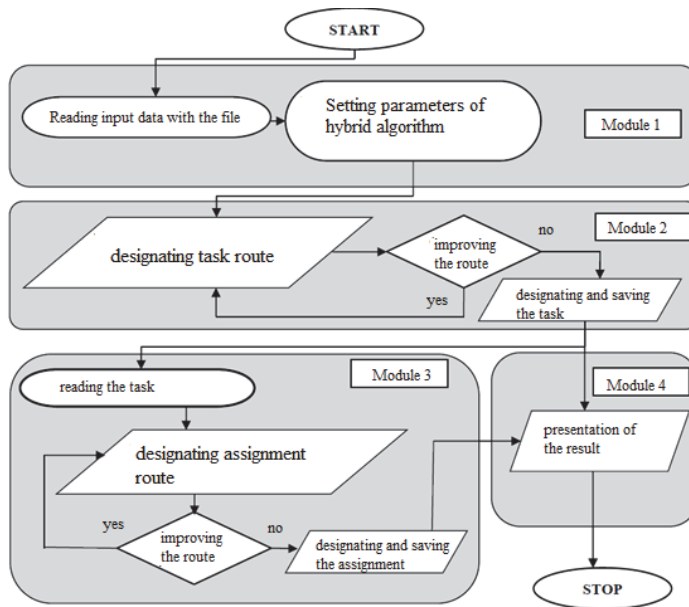 START
Reading input data with the file
Setting parameters of
hybrid algorithm
Module 1
designating task route
improving
the route
no
yes
Module 2
designating and saving
the task
reading the task
Module 3
designating assignment
route
yes
improving
the route
no
designating and saving
the assignment
Module 4
presentation of
the result
STOP